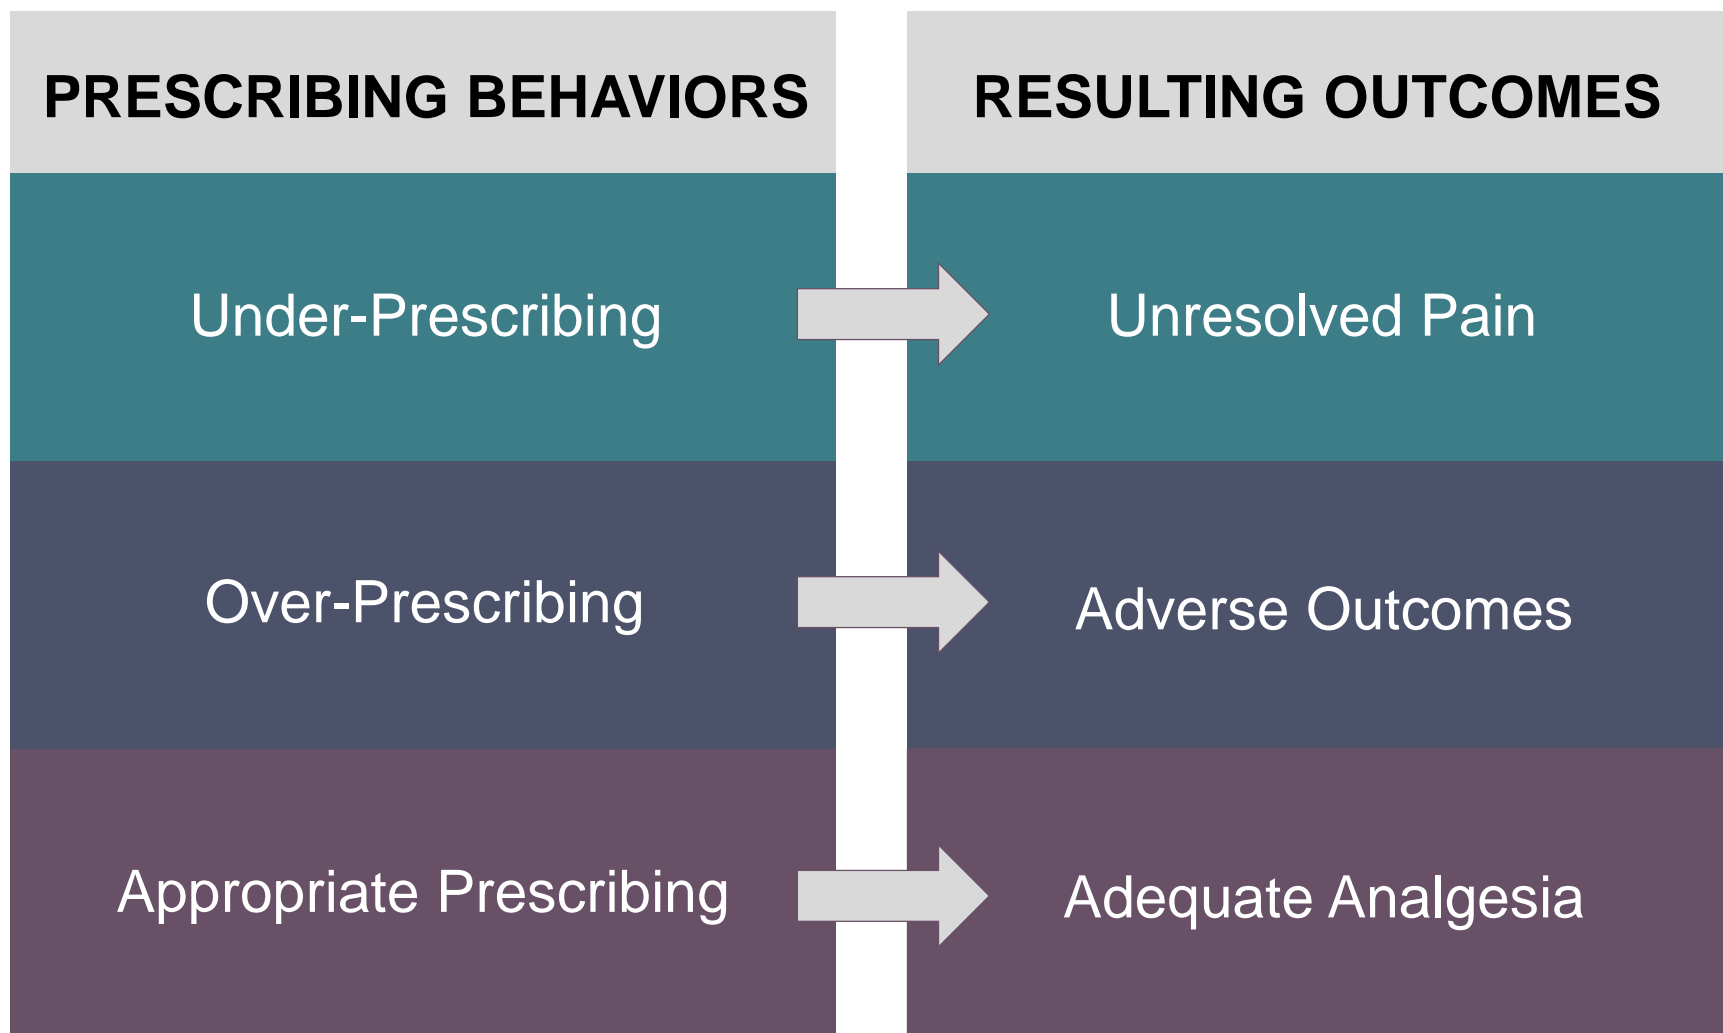 PRESCRIBING BEHAVIORS
RESULTING OUTCOMES
Under-Prescribing
Unresolved Pain
Over-Prescribing
Adverse Outcomes
Appropriate Prescribing
Adequate Analgesia